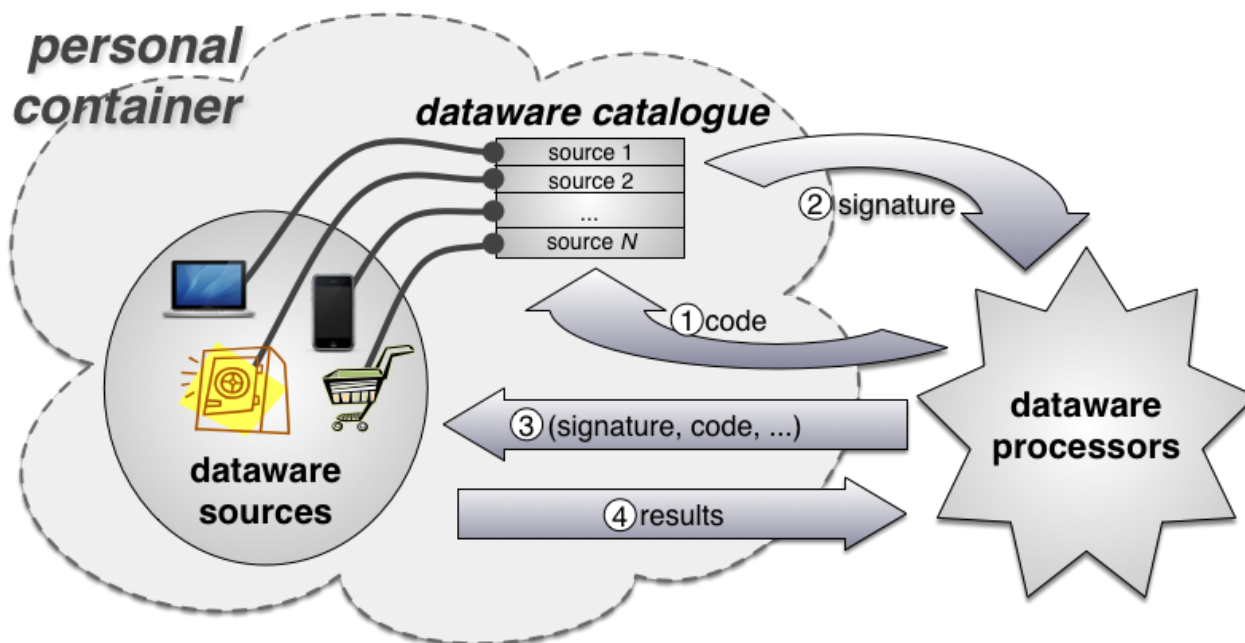 personal
container
dataware catalogue
source 1
source 2
...
source N
2 signature
1 code
3 (signature, code, ...)
4 results
dataware
sources
dataware
processors